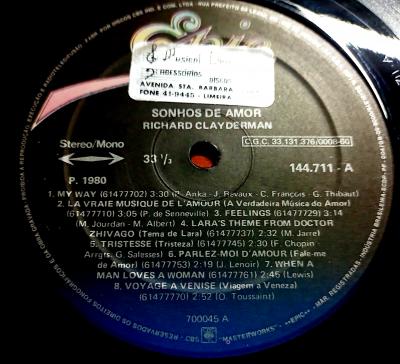 Musical
ACESSÓRIOS
DISCOS
AVENIDA STA. BARBARA
FONE 41-9445 - LIMEIRA
SONHOS DE AMOR
RICHARD CLAYDERMAN
Stereo/Mono
33 1/3
C.G.C. 33.131.376/0008-60
144.711 - A
P. 1980
1. MY WAY (61477702) 3:30 (P. Anka - J. Ravaux - C. François - G. Thibaut)
2. LA VRAIE MUSIQUE DE L'AMOUR (A Verdadeira Música do Amor)
(61477710) 3:05 (P. de Senneville) 3. FEELINGS (61477729) 3:14
(M. Jourdan - M. Albert) 4. LARA'S THEME FROM DOCTOR
ZHIVAGO (Tema de Lara) (61477737) 2:32 (M. Jarre)
5. TRISTESSE (Tristeza) (61477745) 2:30 (F. Chopin -
Arrgts. G. Salesses) 6. PARLEZ-MOI D'AMOUR (Fale-me
de Amor) (61477753) 2:19 (J. Lenoir) 7. WHEN A
MAN LOVES A WOMAN (61477761) 2:45 (Lewis)
8. VOYAGE A VENISE (Viagem a Veneza)
(61477770) 2:52 (O. Toussaint)
700045 A